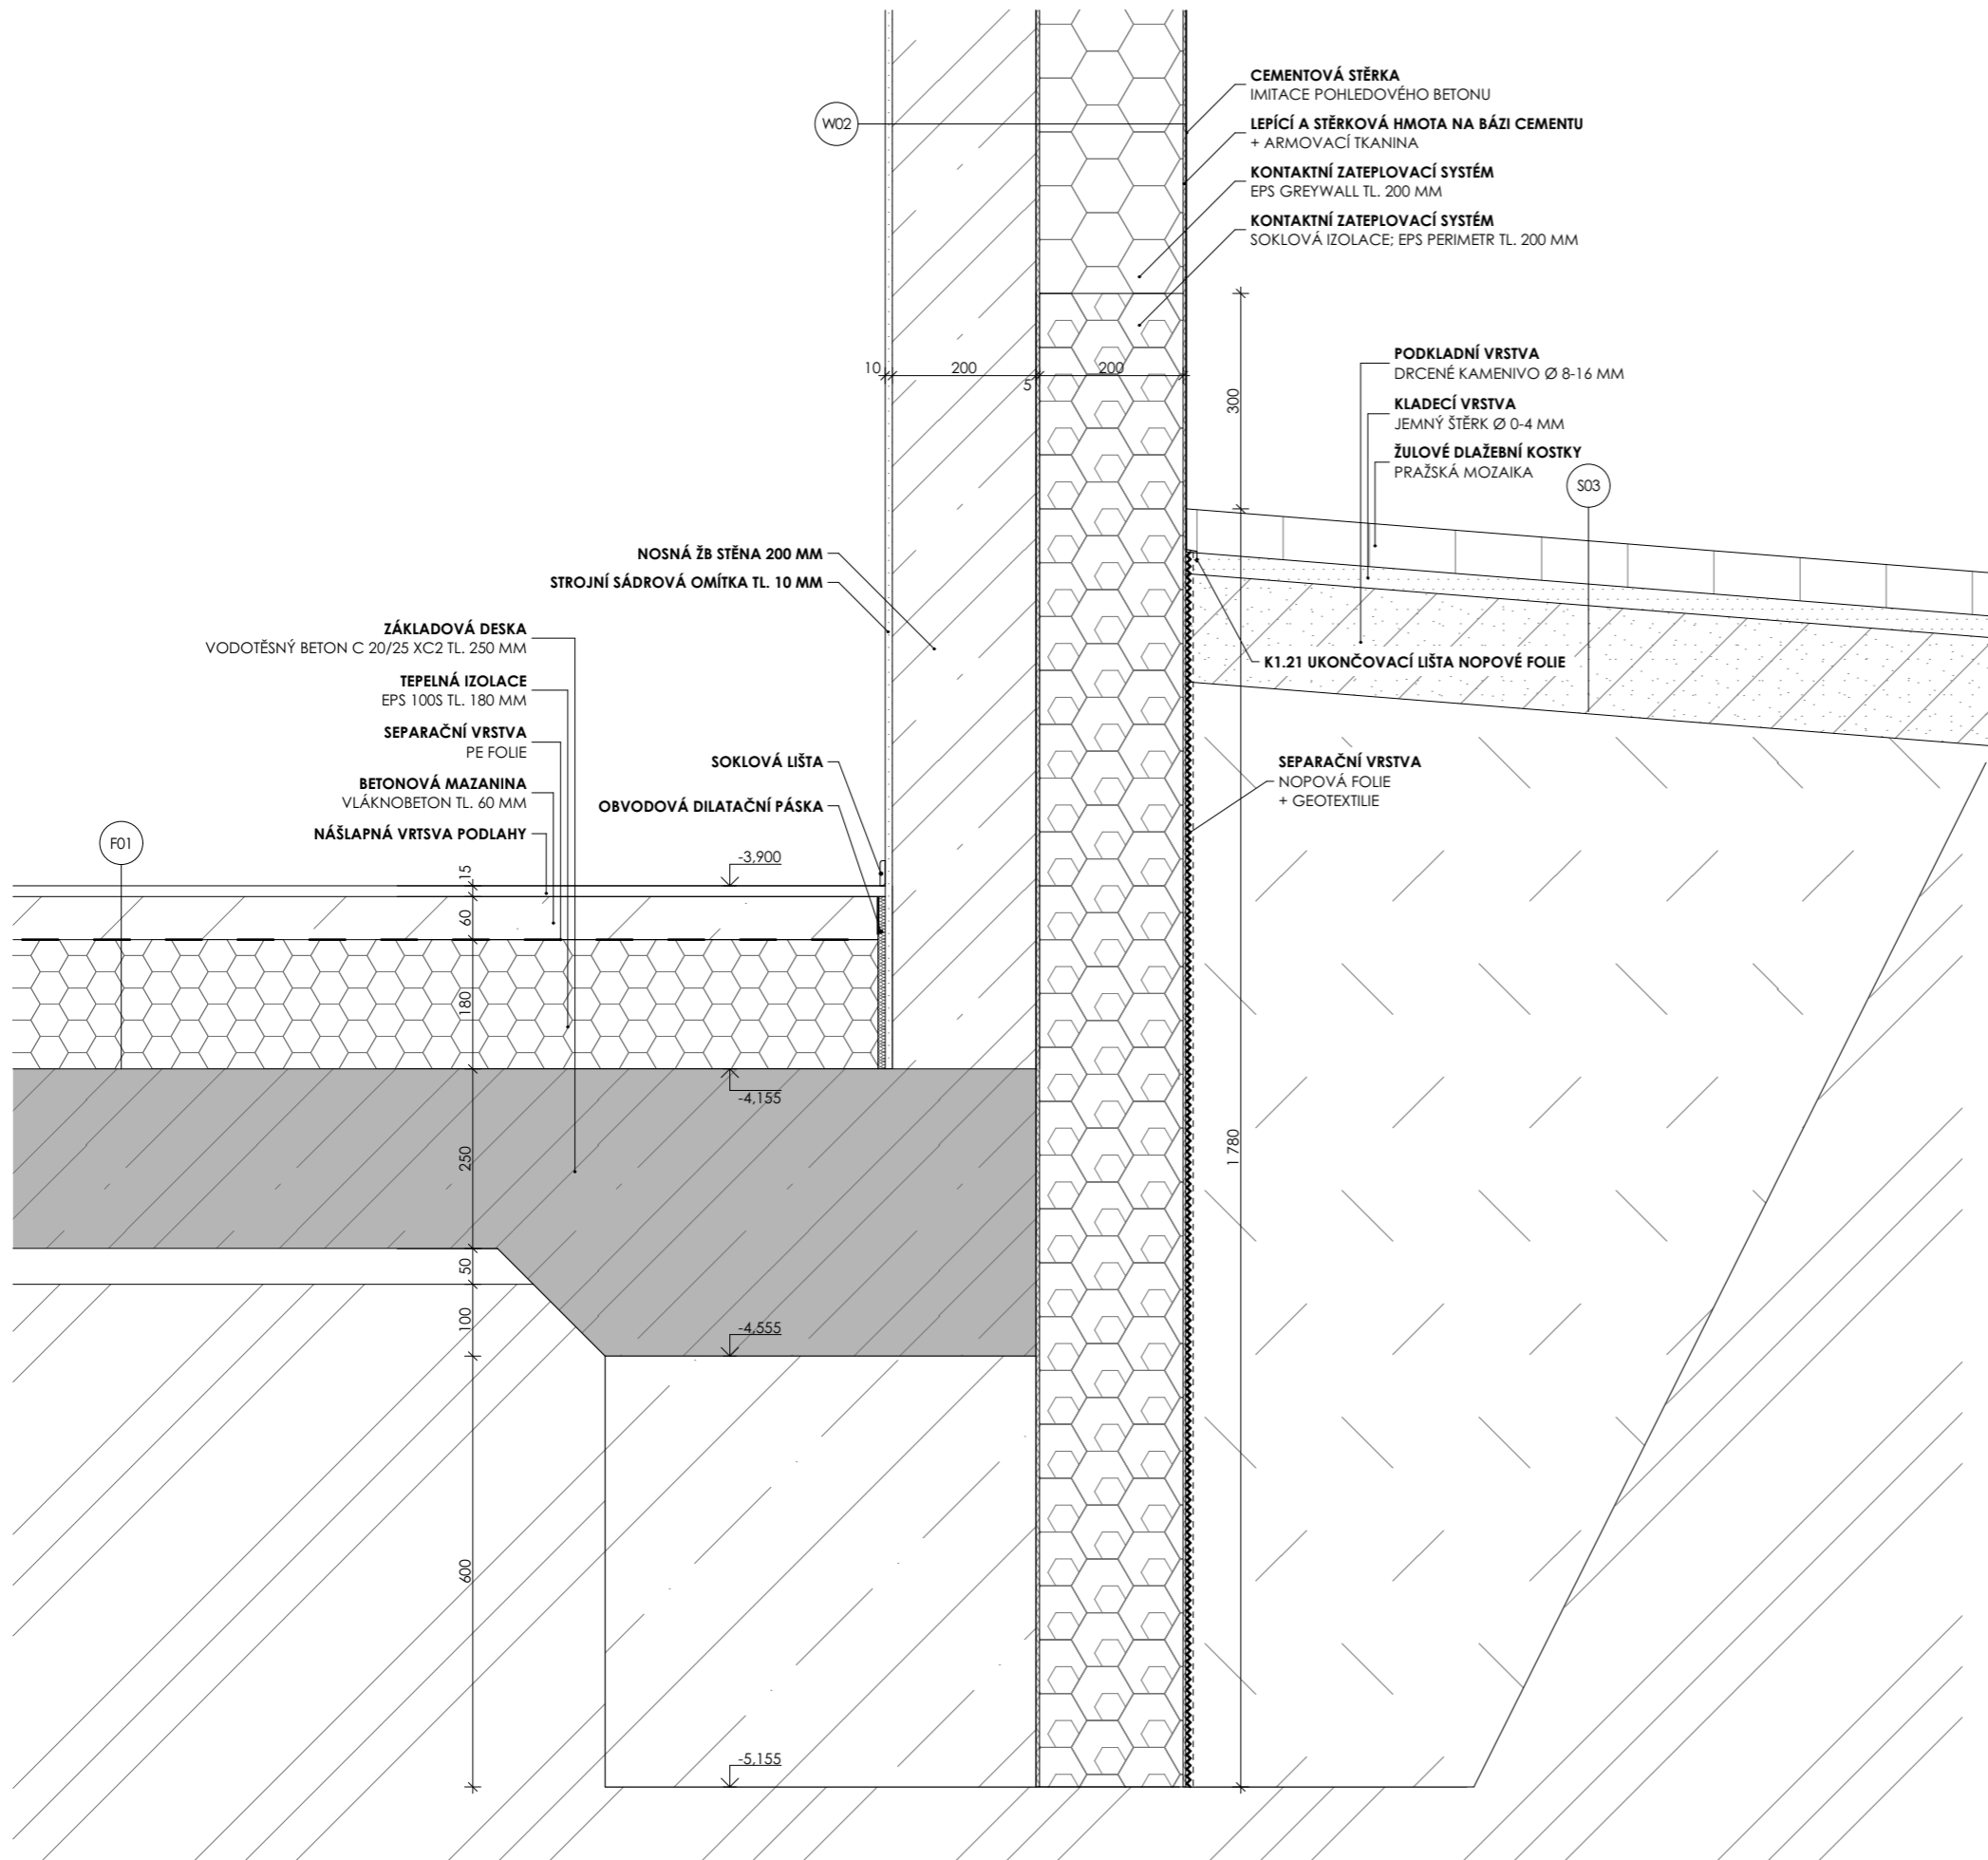 CEMENTOVÁ STĚRKA
IMITACE POHLEDOVÉHO BETONU
W02
LEPÍCÍ A STĚRKOVÁ HMOTA NA BÁZI CEMENTU
+ ARMOVACÍ TKANINA
KONTAKTNÍ ZATEPLOVACÍ SYSTÉM
EPS GREYWALL TL. 200 MM
KONTAKTNÍ ZATEPLOVACÍ SYSTÉM
SOKLOVÁ IZOLACE; EPS PERIMETR TL. 200 MM
10
200
5
200
300
PODKLADNÍ VRSTVA
DRCENÉ KAMENIVO Ø 8-16 MM
KLADECÍ VRSTVA
JEMNÝ ŠTĚRK Ø 0-4 MM
ŽULOVÉ DLAŽEBNÍ KOSTKY
PRAŽSKÁ MOZAIKA
S03
NOSNÁ ŽB STĚNA 200 MM
STROJNÍ SÁDROVÁ OMÍTKA TL. 10 MM
ZÁKLADOVÁ DESKA
VODOTĚSNÝ BETON C 20/25 XC2 TL. 250 MM
TEPELNÁ IZOLACE
EPS 100S TL. 180 MM
SEPARAČNÍ VRSTVA
PE FOLIE
BETONOVÁ MAZANINA
VLÁKNOBETON TL. 60 MM
NÁŠLAPNÁ VRTSVA PODLAHY
SOKLOVÁ LIŠTA
OBVODOVÁ DILATAČNÍ PÁSKA
K1.21 UKONČOVACÍ LIŠTA NOPOVÉ FOLIE
SEPARAČNÍ VRSTVA
NOPOVÁ FOLIE
+ GEOTEXTILIE
F01
-3,900
15
60
180
-4,155
250
1 780
50
100
-4,555
600
-5,155